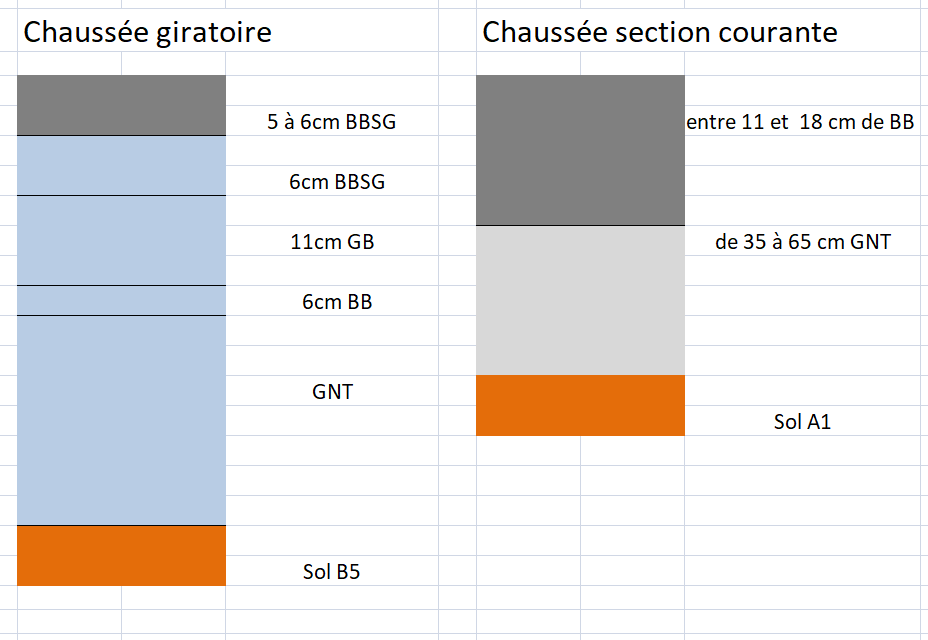 Chaussée giratoire
5 à 6cm BBSG
6cm BBSG
11cm GB
6cm BB
GNT
Sol B5
Chaussée section courante
entre 11 et  18 cm de BB
de 35 à 65 cm GNT
Sol A1